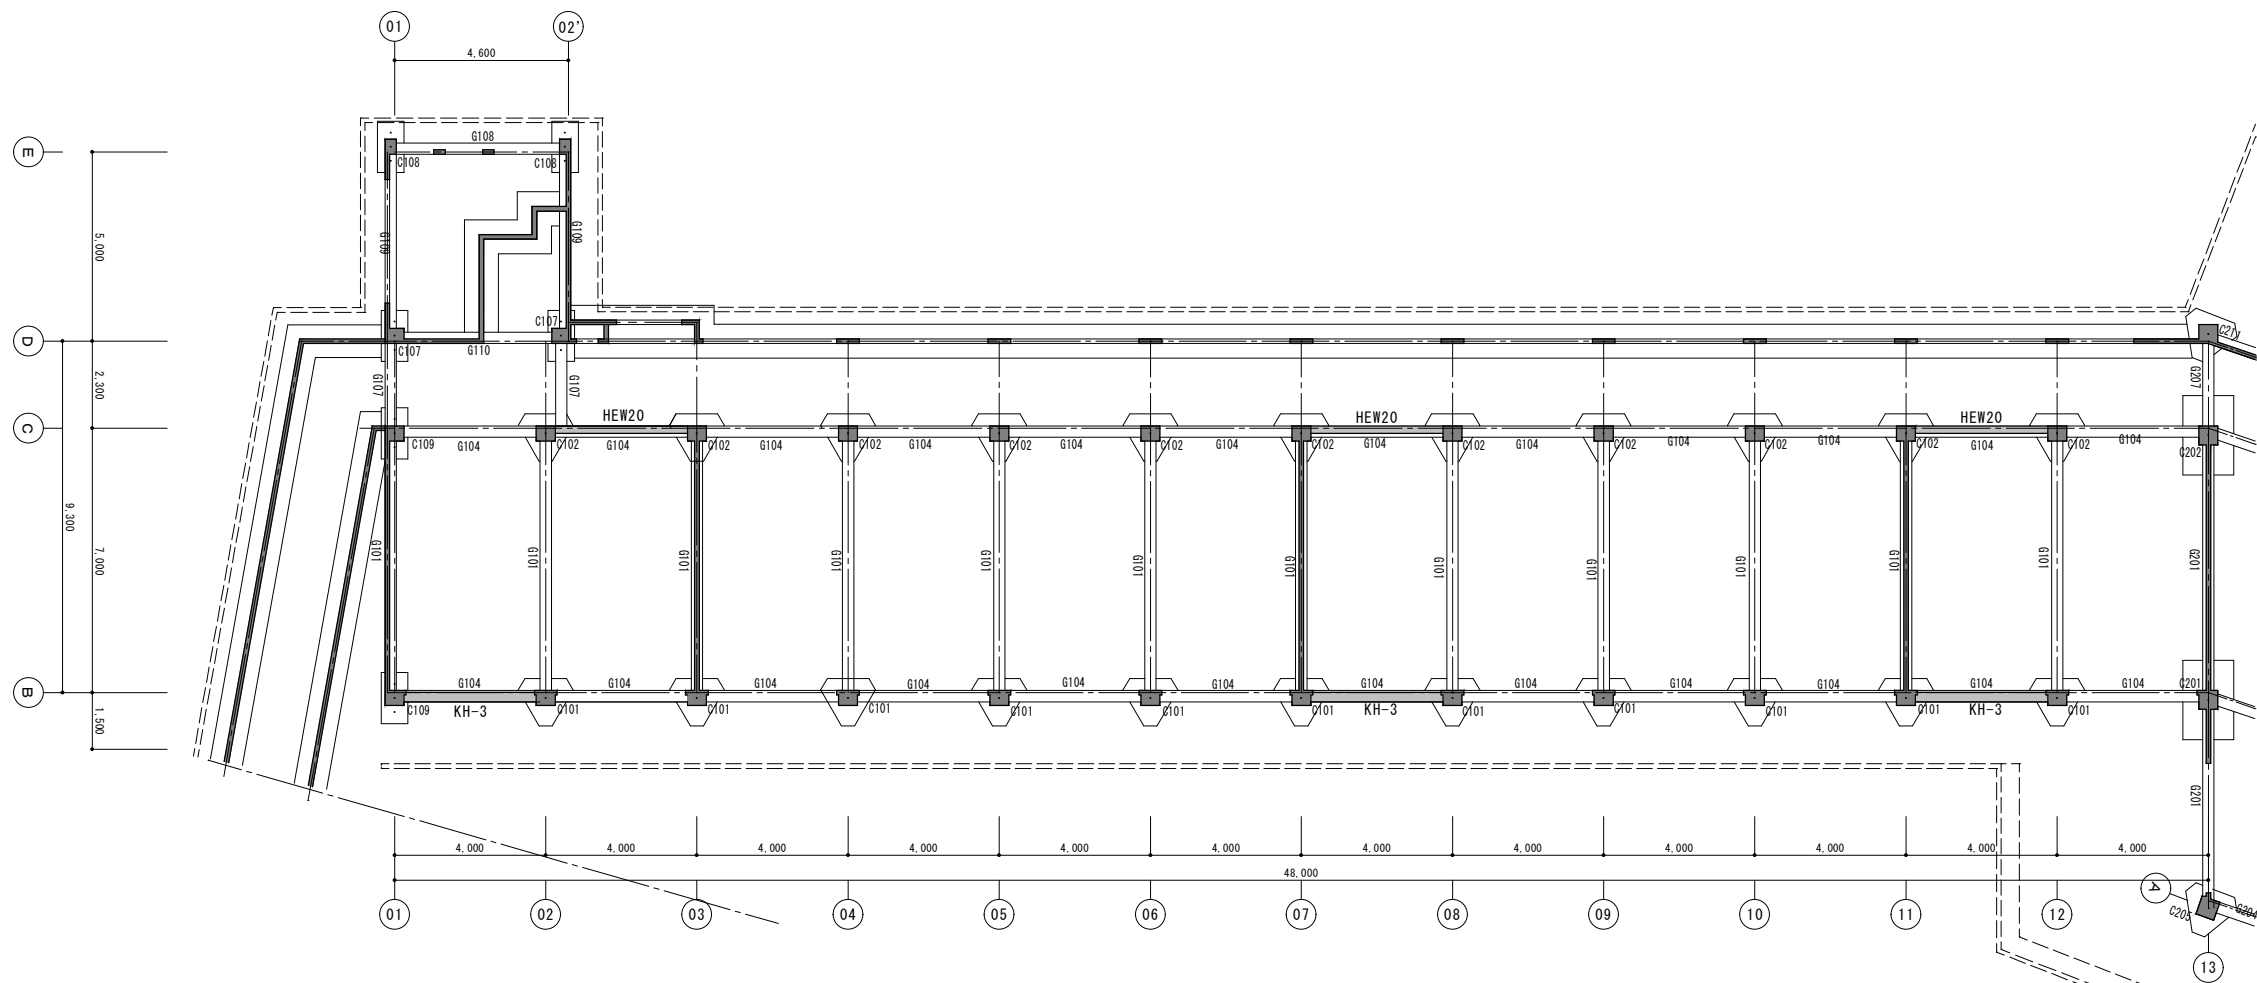 01 02'
4,600
E
G108
C108 C108
5,000
G109 G109
D
C107
C107 G110
C211
2,300
G107 G107 G207
C
HEW20 HEW20 HEW20
C109 G104 C102 G104 C102 G104 C102 G104 C102 G104 C102 G104 C102 G104 C102 G104 C102 G104 C102 G104 C102 G104 C102 G104 C202
9,300
7,000
G101 G101 G101 G101 G101 G101 G101 G101 G101 G101 G101 G101 G201
B
G104 G104 G104 G104 G104 G104 G104 G104 G104 G104 G104 G104 C201
C109 KH-3 C101 C101 C101 C101 C101 C101 KH-3 C101 C101 C101 C101 KH-3 C101
1,500
G201
4,000 4,000 4,000 4,000 4,000 4,000 4,000 4,000 4,000 4,000 4,000 4,000
48,000
A
C205 G204
01 02 03 04 05 06 07 08 09 10 11 12
13